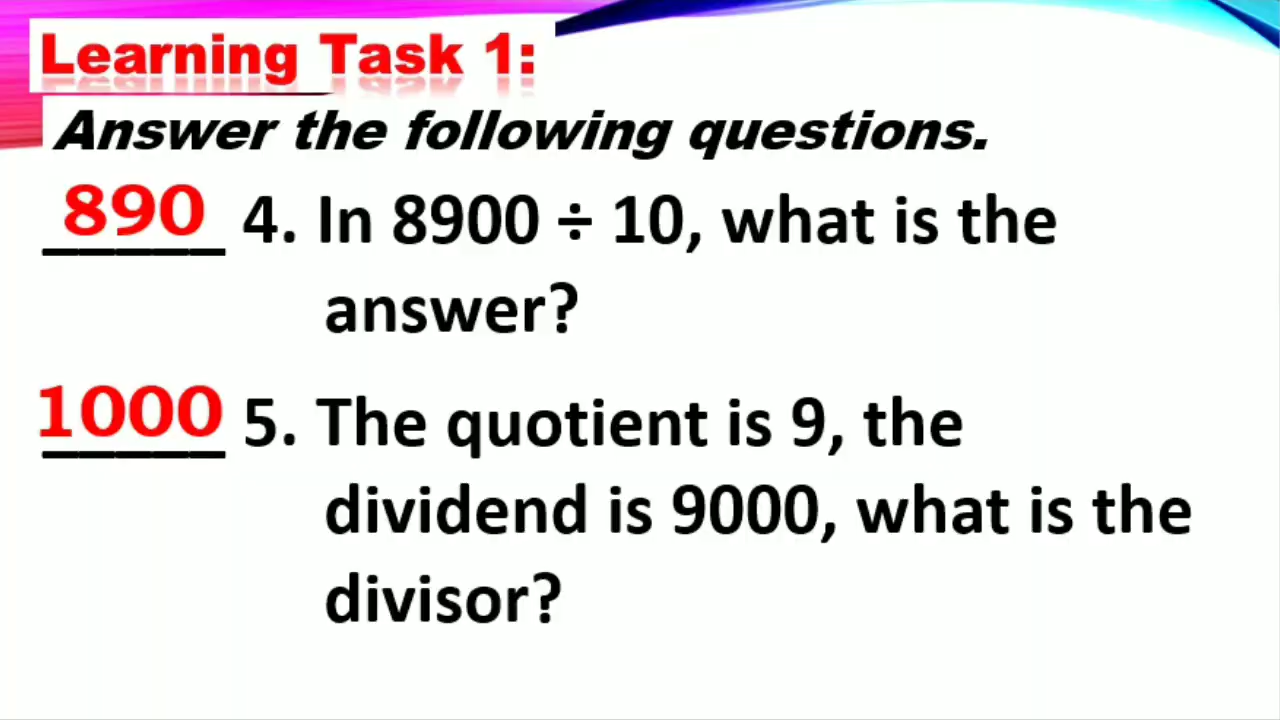 Learning Task 1:
Answer the following questions.
890 4. In 8900 ÷ 10, what is the
answer?
1000 5. The quotient is 9, the
dividend is 9000, what is the
divisor?